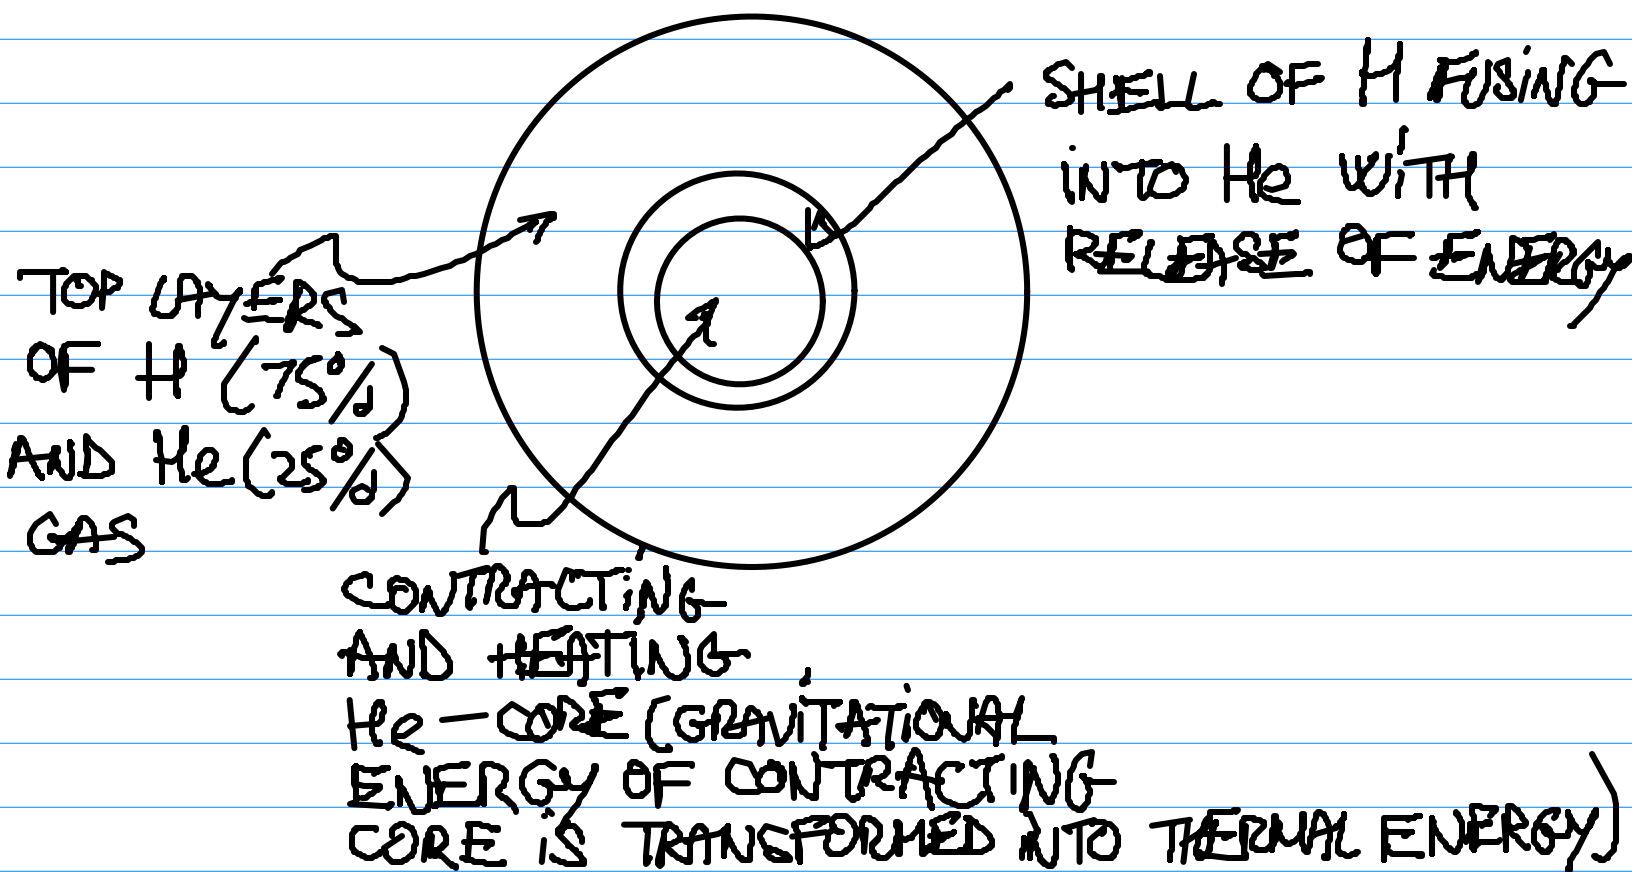 SHELL OF H FUSING
INTO He WITH
RELEASE OF ENERGY
TOP LAYERS
OF H (75%)
AND He (25%)
GAS
CONTRACTING
AND HEATING
He-CORE (GRAVITATIONAL
ENERGY OF CONTRACTING
CORE IS TRANSFORMED INTO THERMAL ENERGY)